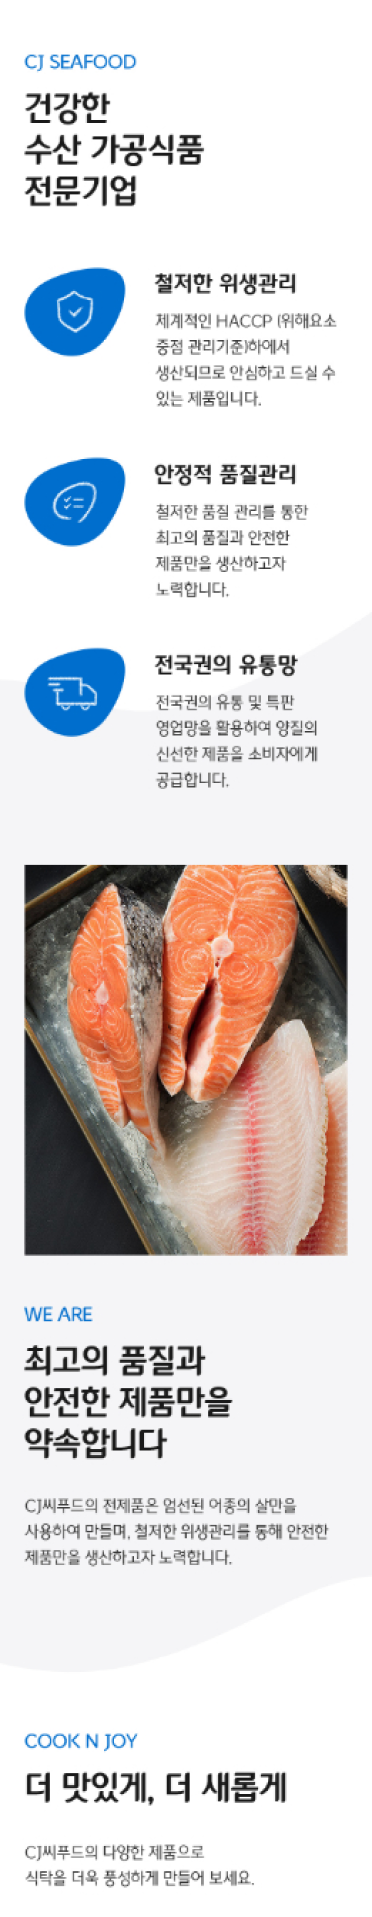 CJ SEAFOOD
건강한
수산 가공식품
전문기업
철저한 위생관리
체계적인 HACCP (위해요소
중점 관리기준)하에서
생산되므로 안심하고 드실 수
있는 제품입니다.
안정적 품질관리
철저한 품질 관리를 통한
최고의 품질과 안전한
제품만을 생산하고자
노력합니다.
전국권의 유통망
전국권의 유통 및 특판
영업망을 활용하여 양질의
신선한 제품을 소비자에게
공급합니다.
WE ARE
최고의 품질과
안전한 제품만을
약속합니다
CJ씨푸드의 전제품은 엄선된 어종의 살만을
사용하여 만들며, 철저한 위생관리를 통해 안전한
제품만을 생산하고자 노력합니다.
COOK N JOY
더 맛있게, 더 새롭게
CJ씨푸드의 다양한 제품으로
식탁을 더욱 풍성하게 만들어 보세요.